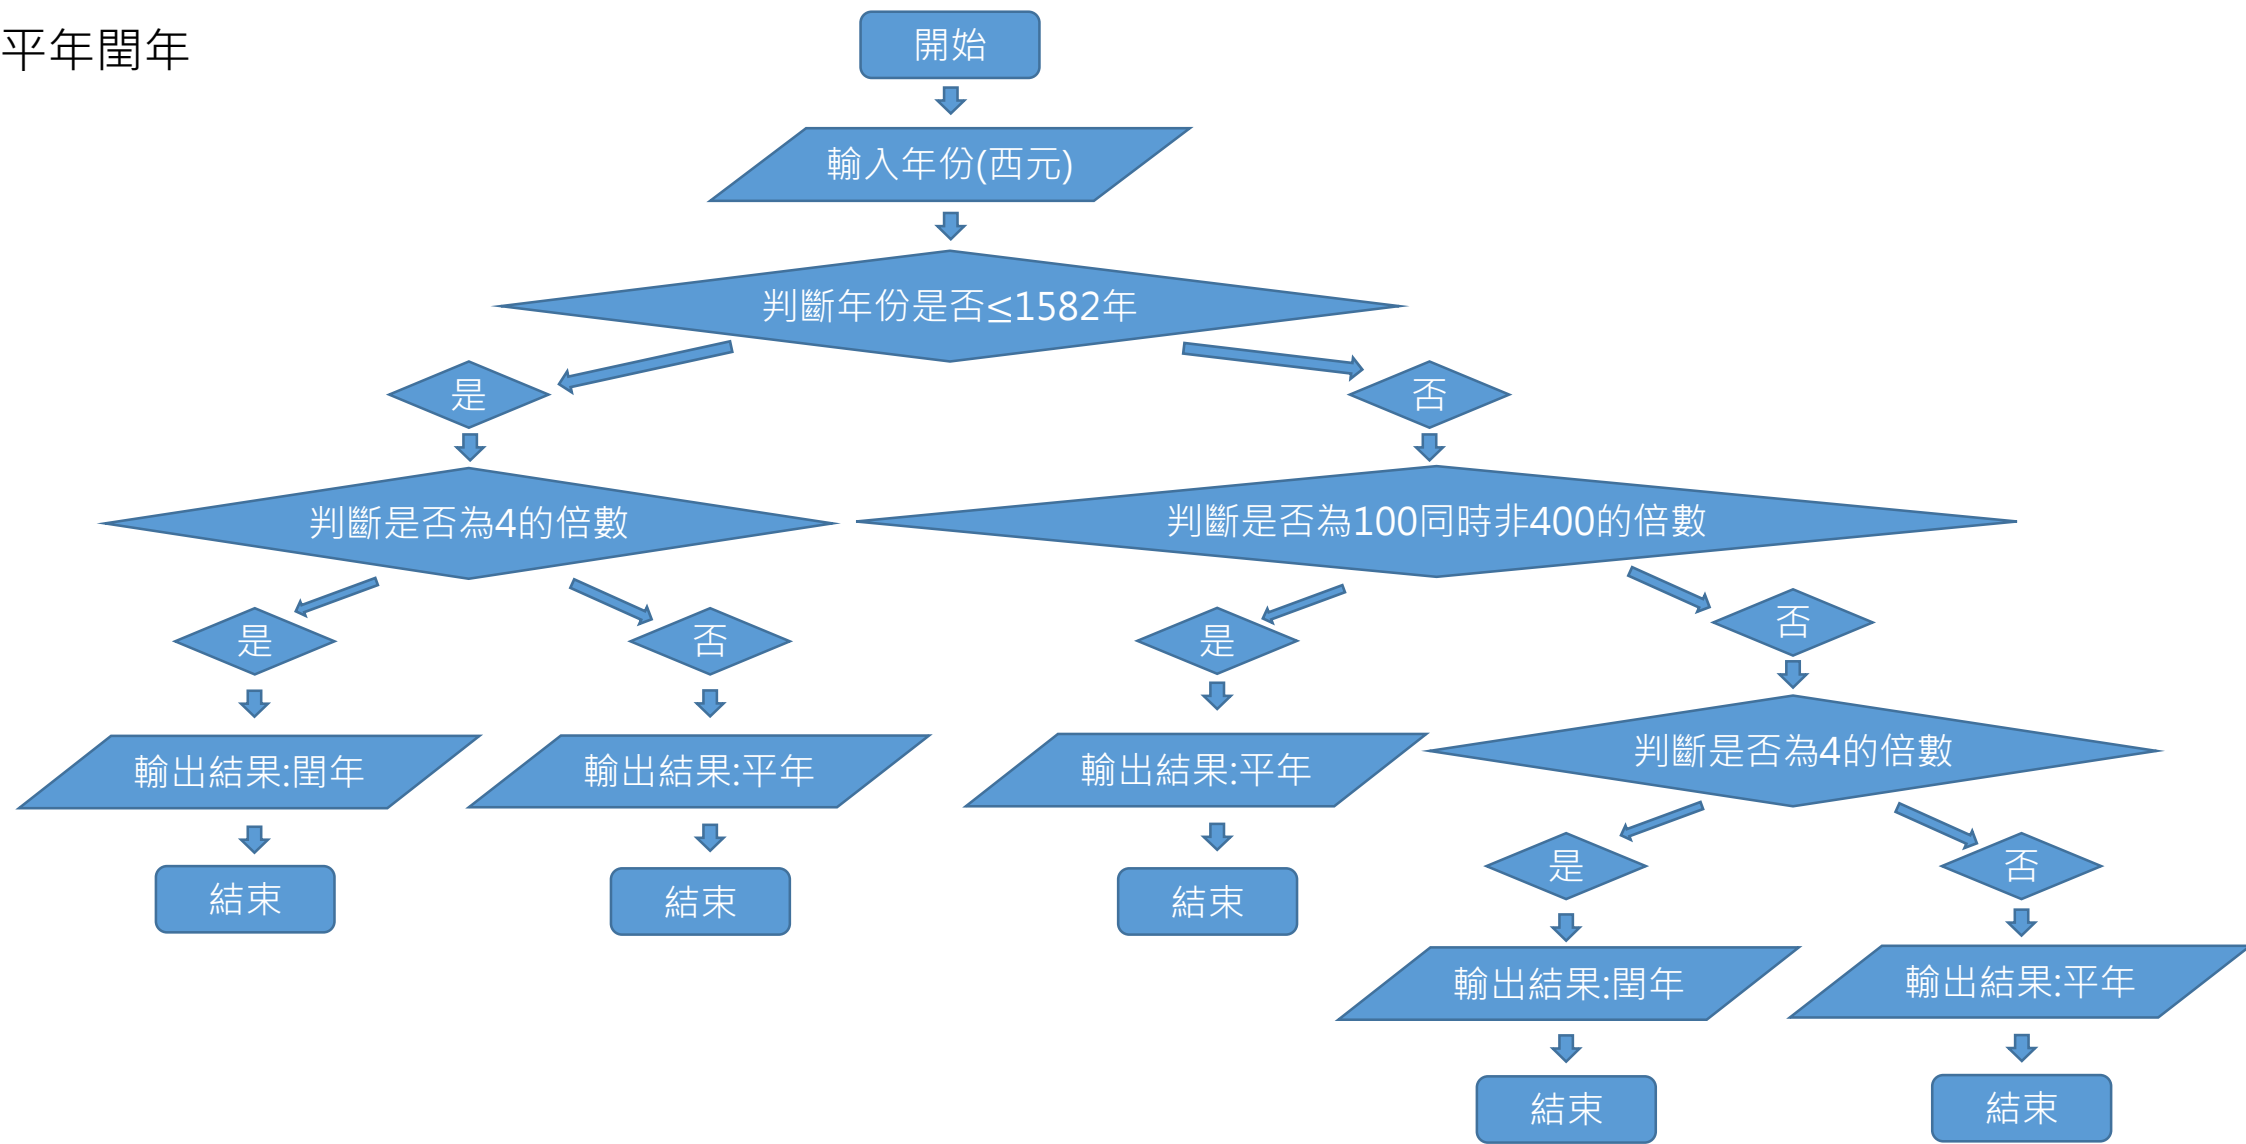 平年閏年
開始
輸入年份(西元)
判斷年份是否≤1582年
是
否
判斷是否為4的倍數
判斷是否為100同時非400的倍數
是
否
是
否
輸出結果:閏年
輸出結果:平年
輸出結果:平年
判斷是否為4的倍數
結束
結束
結束
是
否
輸出結果:閏年
輸出結果:平年
結束
結束